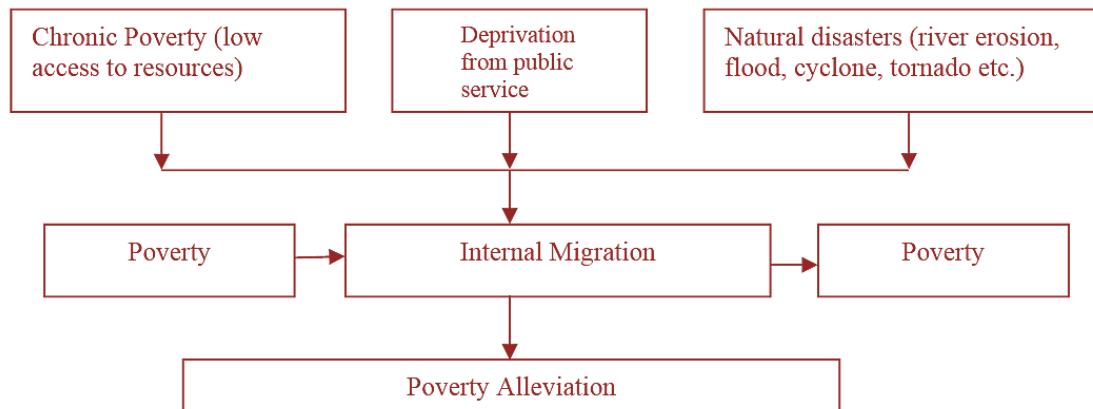 Chronic Poverty (low
access to resources)
Deprivation
from public
service
Natural disasters (river erosion,
flood, cyclone, tornado etc.)
Poverty
Internal Migration
Poverty
Poverty Alleviation